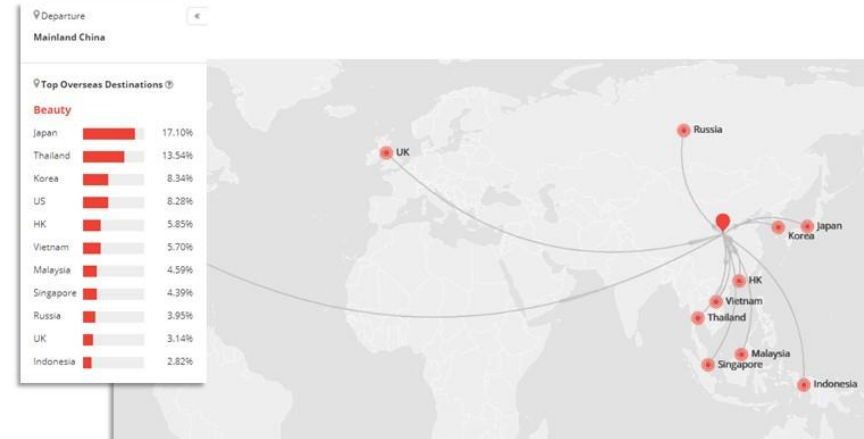 Departure
«
Mainland China
Top Overseas Destinations ?
Beauty
Japan 17.10%
Thailand 13.54%
Korea 8.34%
US 8.28%
HK 5.85%
Vietnam 5.70%
Malaysia 4.59%
Singapore 4.39%
Russia 3.95%
UK 3.14%
Indonesia 2.82%
Russia
UK
Japan
Korea
HK
Vietnam
Thailand
Malaysia
Singapore
Indonesia